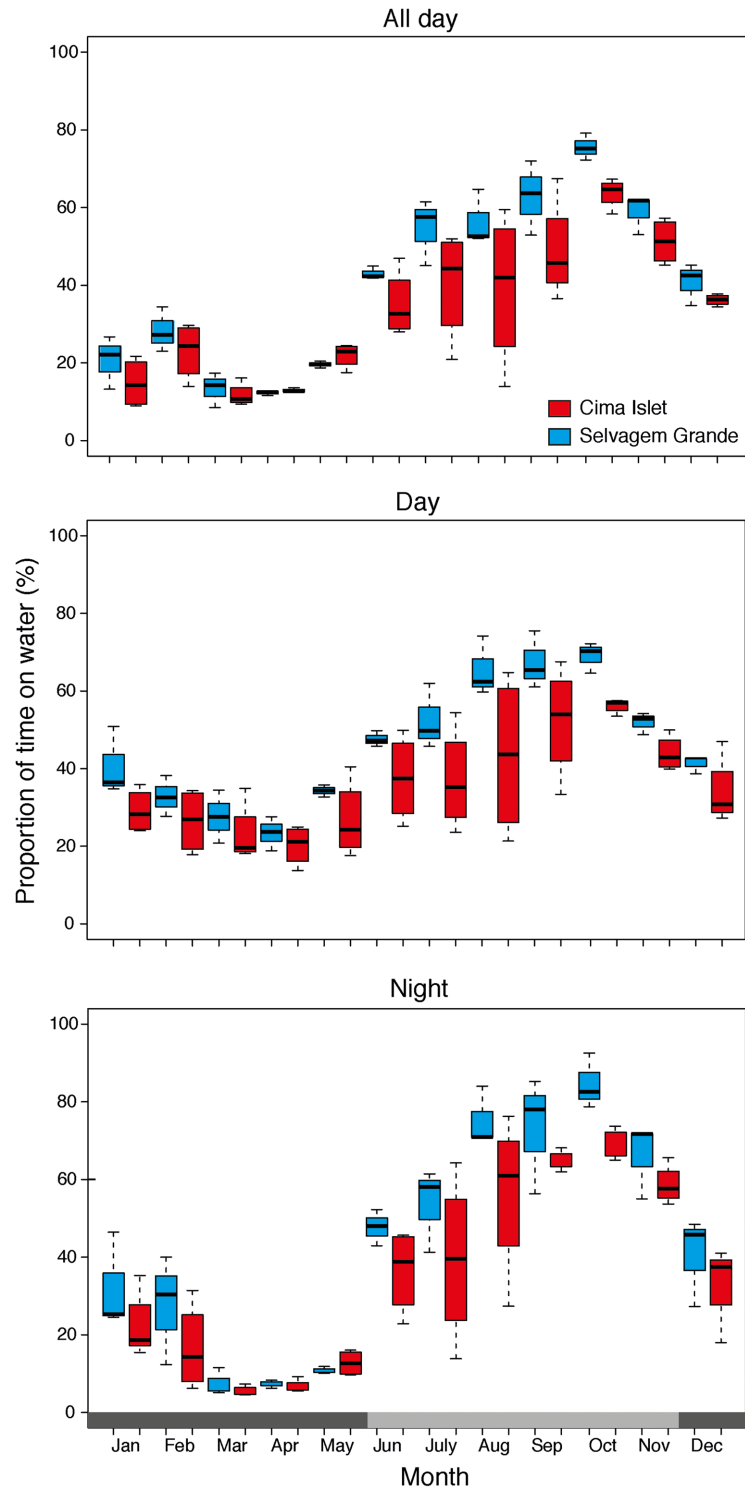 All day
100
80
60
40
20
0
Cima Islet
Selvagem Grande
Day
100
80
60
40
20
0
Proportion of time on water (%)
Night
100
80
60
40
20
0
Jan Feb Mar Apr May Jun July Aug Sep Oct Nov Dec
Month